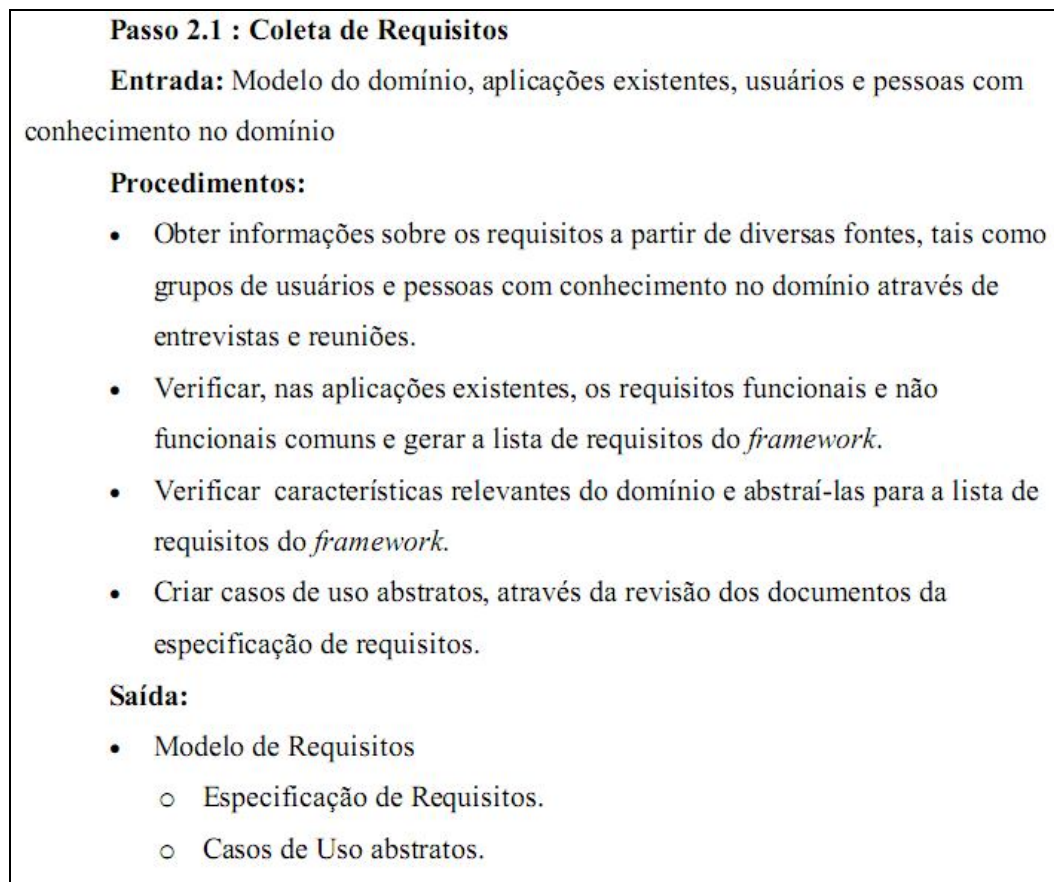 Passo 2.1 : Coleta de Requisitos
Entrada: Modelo do domínio, aplicações existentes, usuários e pessoas com
conhecimento no domínio
Procedimentos:
• Obter informações sobre os requisitos a partir de diversas fontes, tais como
grupos de usuários e pessoas com conhecimento no domínio através de
entrevistas e reuniões.
• Verificar, nas aplicações existentes, os requisitos funcionais e não
funcionais comuns e gerar a lista de requisitos do framework.
• Verificar características relevantes do domínio e abstraí-las para a lista de
requisitos do framework.
• Criar casos de uso abstratos, através da revisão dos documentos da
especificação de requisitos.
Saída:
• Modelo de Requisitos
o Especificação de Requisitos.
o Casos de Uso abstratos.